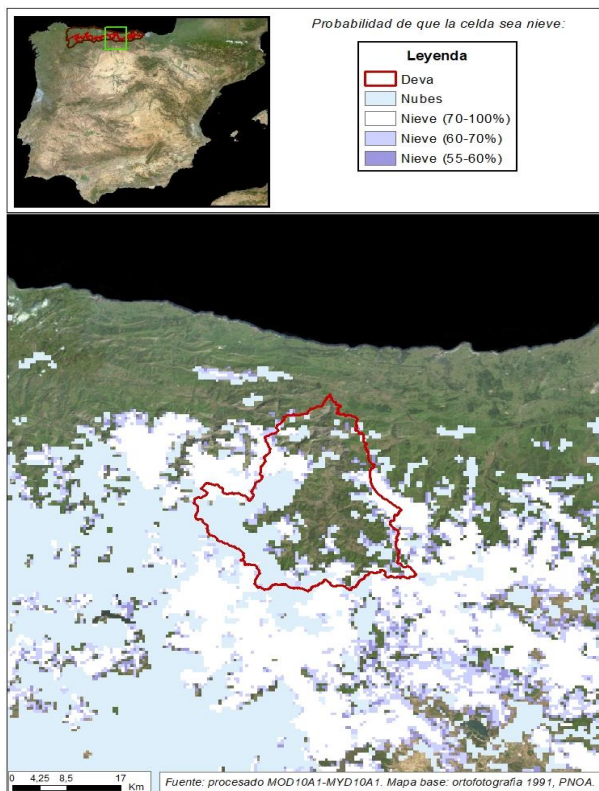 Probabilidad de que la celda sea nieve:
Leyenda
Deva
Nubes
Nieve (70-100%)
Nieve (60-70%)
Nieve (55-60%)
0 4,25 8,5 17
Km
Fuente: procesado MOD10A1-MYD10A1. Mapa base: ortofotografía 1991, PNOA.